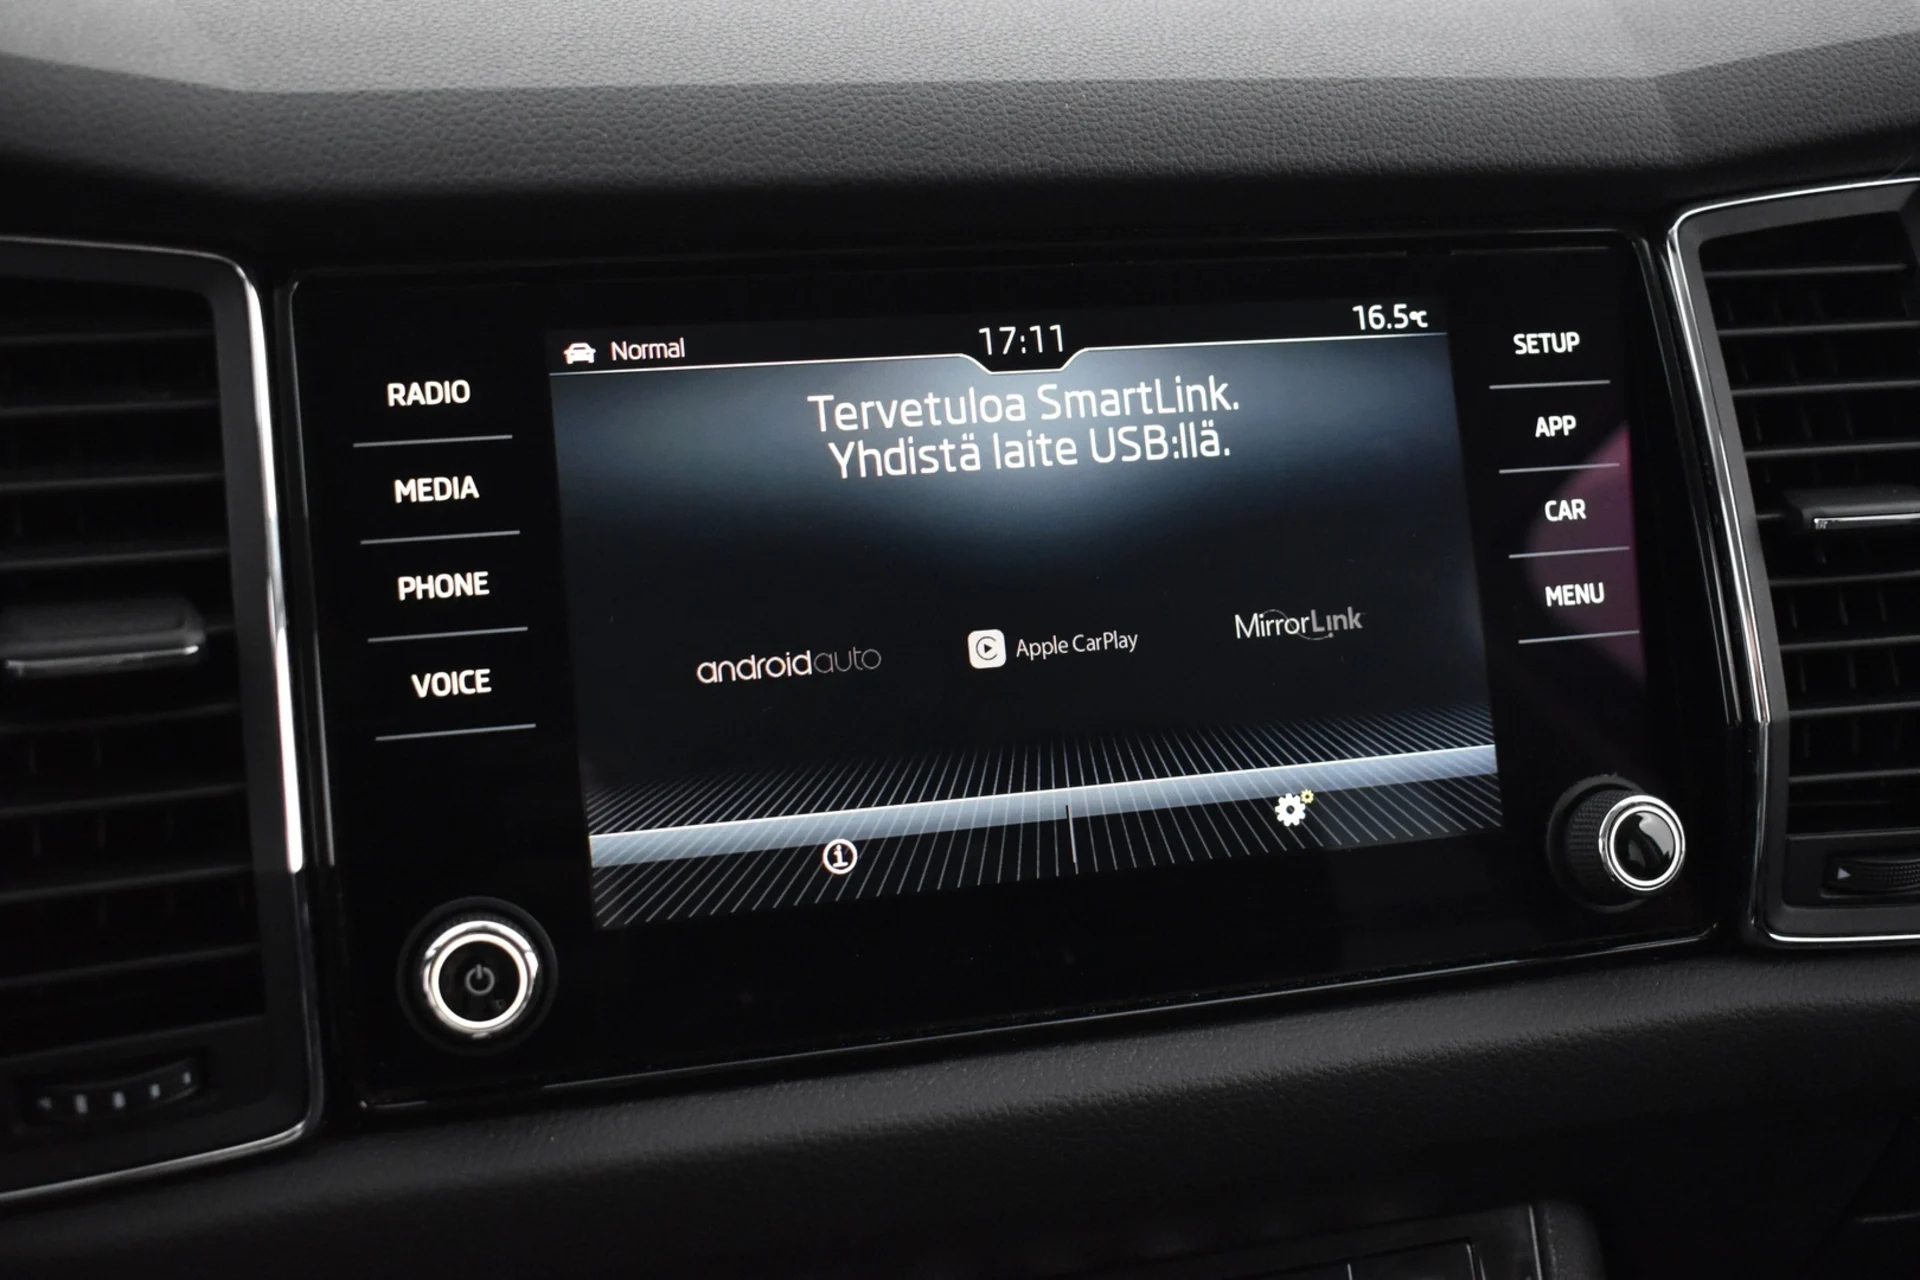 Normal
17:11
16.5°C
Tervetuloa SmartLink.
Yhdistä laite USB:llä.
androidauto
Apple CarPlay
MirrorLink
RADIO
MEDIA
PHONE
VOICE
SETUP
APP
CAR
MENU